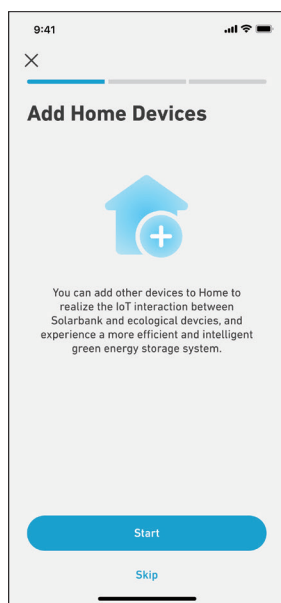 9:41
Add Home Devices
You can add other devices to Home to
realize the IoT interaction between
Solarbank and ecological devcies, and
experience a more efficient and intelligent
green energy storage system.
Start
Skip